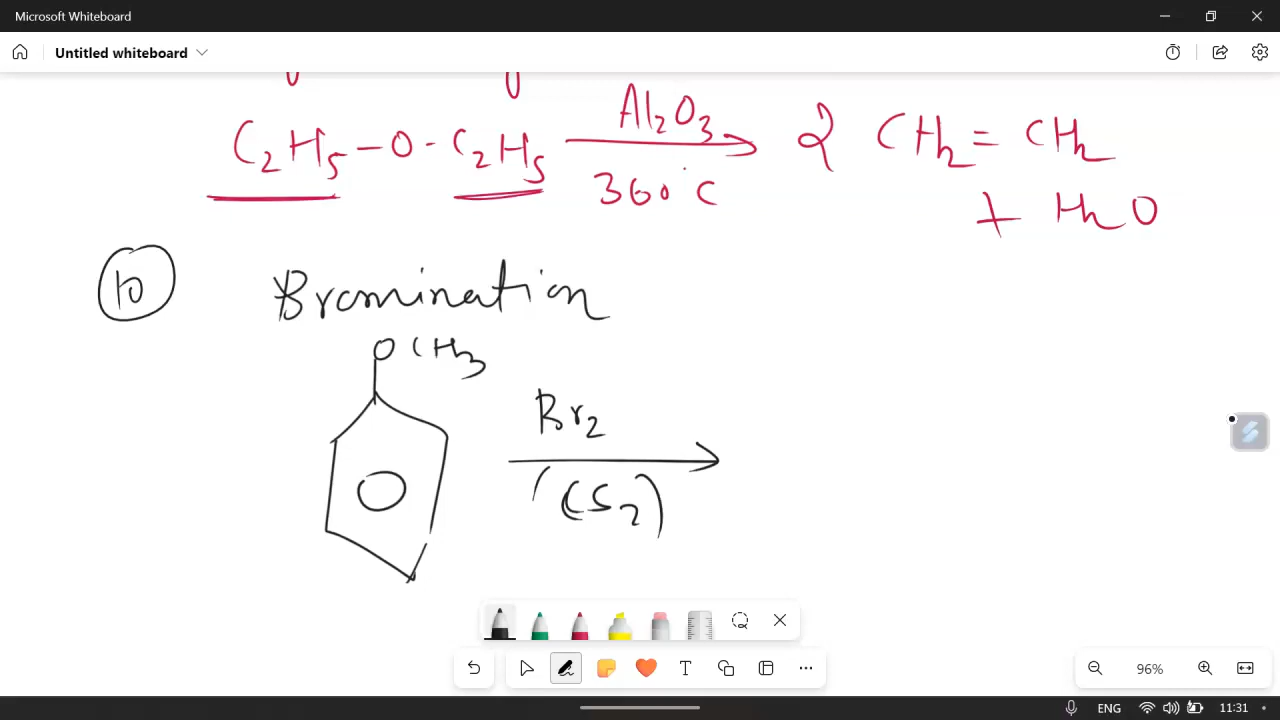 Microsoft Whiteboard
Untitled whiteboard
C2H5-O-C2H5 Al2O3 360°C 2 CH2=CH2
+ H2O
10 Bromination
OCH3
Br2
(CS2)
96%
ENG 11:31